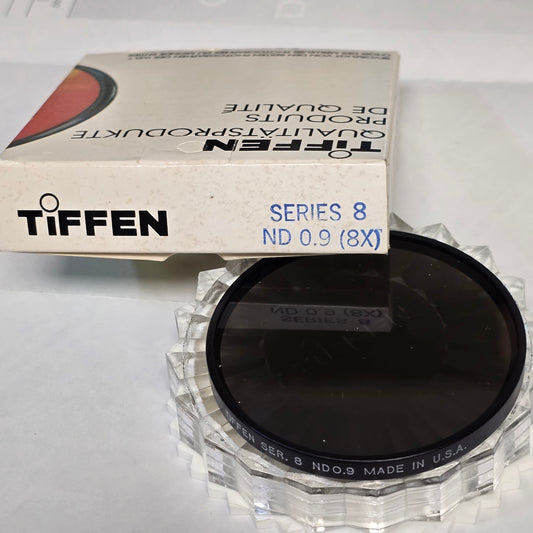 TIFFEN
QUALITÄTSPRODUKTE
PRODUITS
DE QUALITÉ
TIFFEN
SERIES 8
ND 0.9 (8X)
SERIES 8
ND 0.9 (8X)
TIFFEN SER. 8 ND0.9 MADE IN U.S.A.